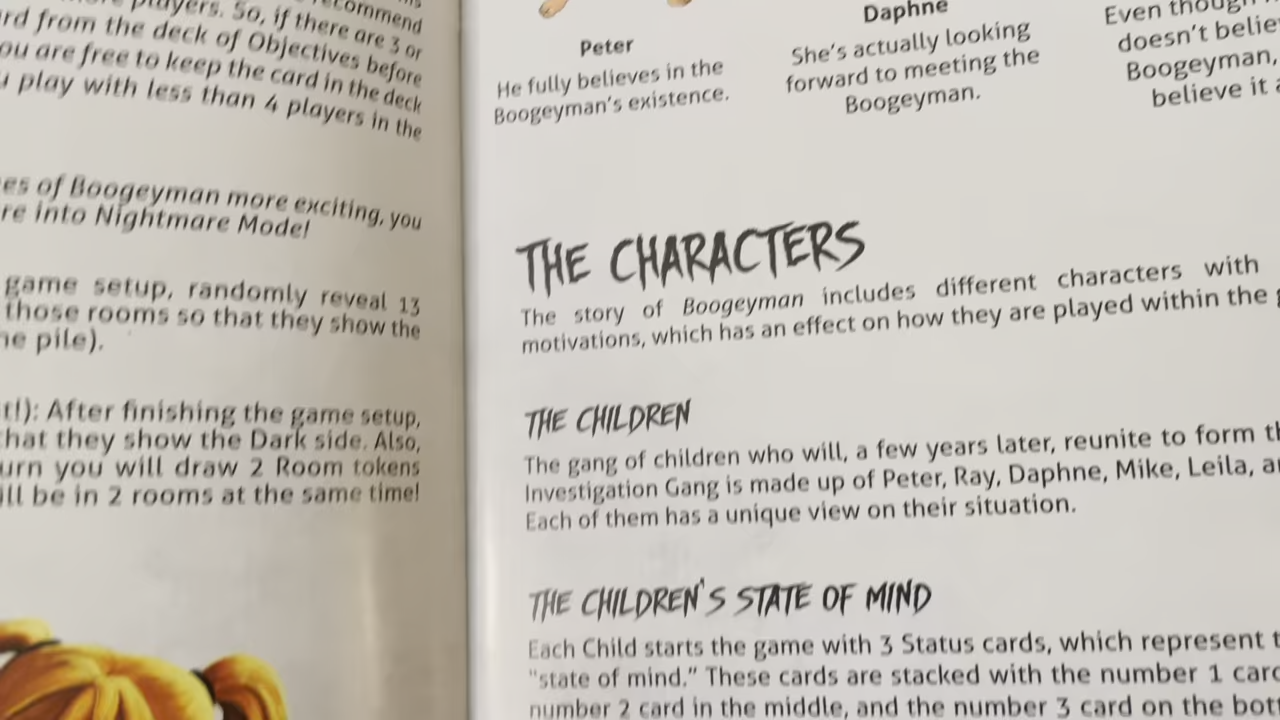 players. So, if there are 3 or
recommend
rd from the deck of Objectives before
ou are free to keep the card in the deck
play with less than 4 players in the
es of Boogeyman more exciting, you
re into Nightmare Mode!
game setup, randomly reveal 13
those rooms so that they show the
he pile).
t!): After finishing the game setup,
hat they show the Dark side. Also,
urn you will draw 2 Room tokens
ill be in 2 rooms at the same time!
Peter
He fully believes in the
Boogeyman's existence.
Daphne
She's actually looking
forward to meeting the
Boogeyman.
Even though
doesn't belie
Boogeyman,
believe it
THE CHARACTERS
The story of Boogeyman includes different characters with
motivations, which has an effect on how they are played within the
THE CHILDREN
The gang of children who will, a few years later, reunite to form th
Investigation Gang is made up of Peter, Ray, Daphne, Mike, Leila, a
Each of them has a unique view on their situation.
THE CHILDREN'S STATE OF MIND
Each Child starts the game with 3 Status cards, which represent t
"state of mind." These cards are stacked with the number 1 card
number 2 card in the middle, and the number 3 card on the bott